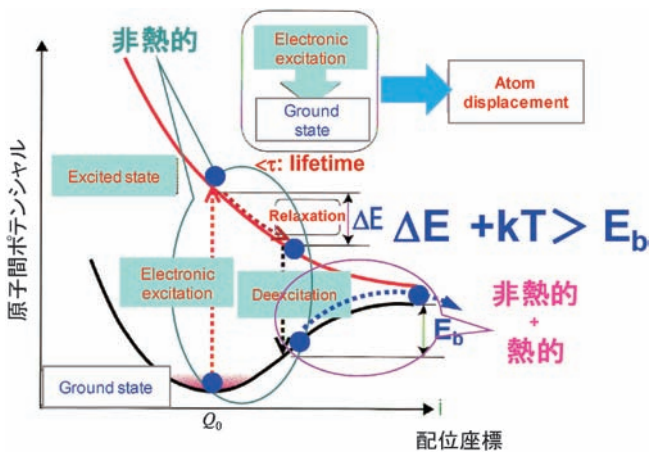 非熱的
Electronic
excitation
Ground
state
Atom
displacement
<τ: lifetime
Excited state
Relaxation
ΔE
ΔE +kT＞ Eb
原子間ポテンシャル
Electronic
excitation
Deexcitation
非熱的
+
熱的
Eb
Ground state
Q0
i
配位座標